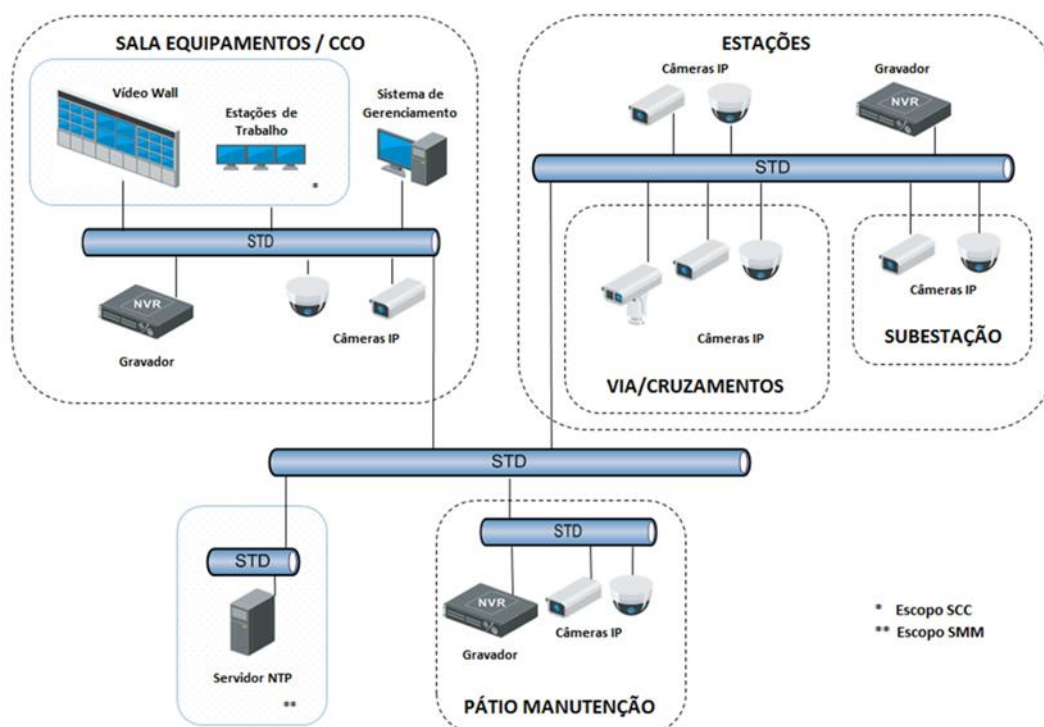 SALA EQUIPAMENTOS / CCO
Vídeo Wall
Estações de
Trabalho
*
Sistema de
Gerenciamento
STD
NVR
Gravador
Câmeras IP
ESTAÇÕES
Câmeras IP
Gravador
NVR
STD
Câmeras IP
VIA/CRUZAMENTOS
Câmeras IP
SUBESTAÇÃO
STD
STD
Servidor NTP
**
STD
NVR
Gravador
Câmeras IP
PÁTIO MANUTENÇÃO
* Escopo SCC
** Escopo SMM